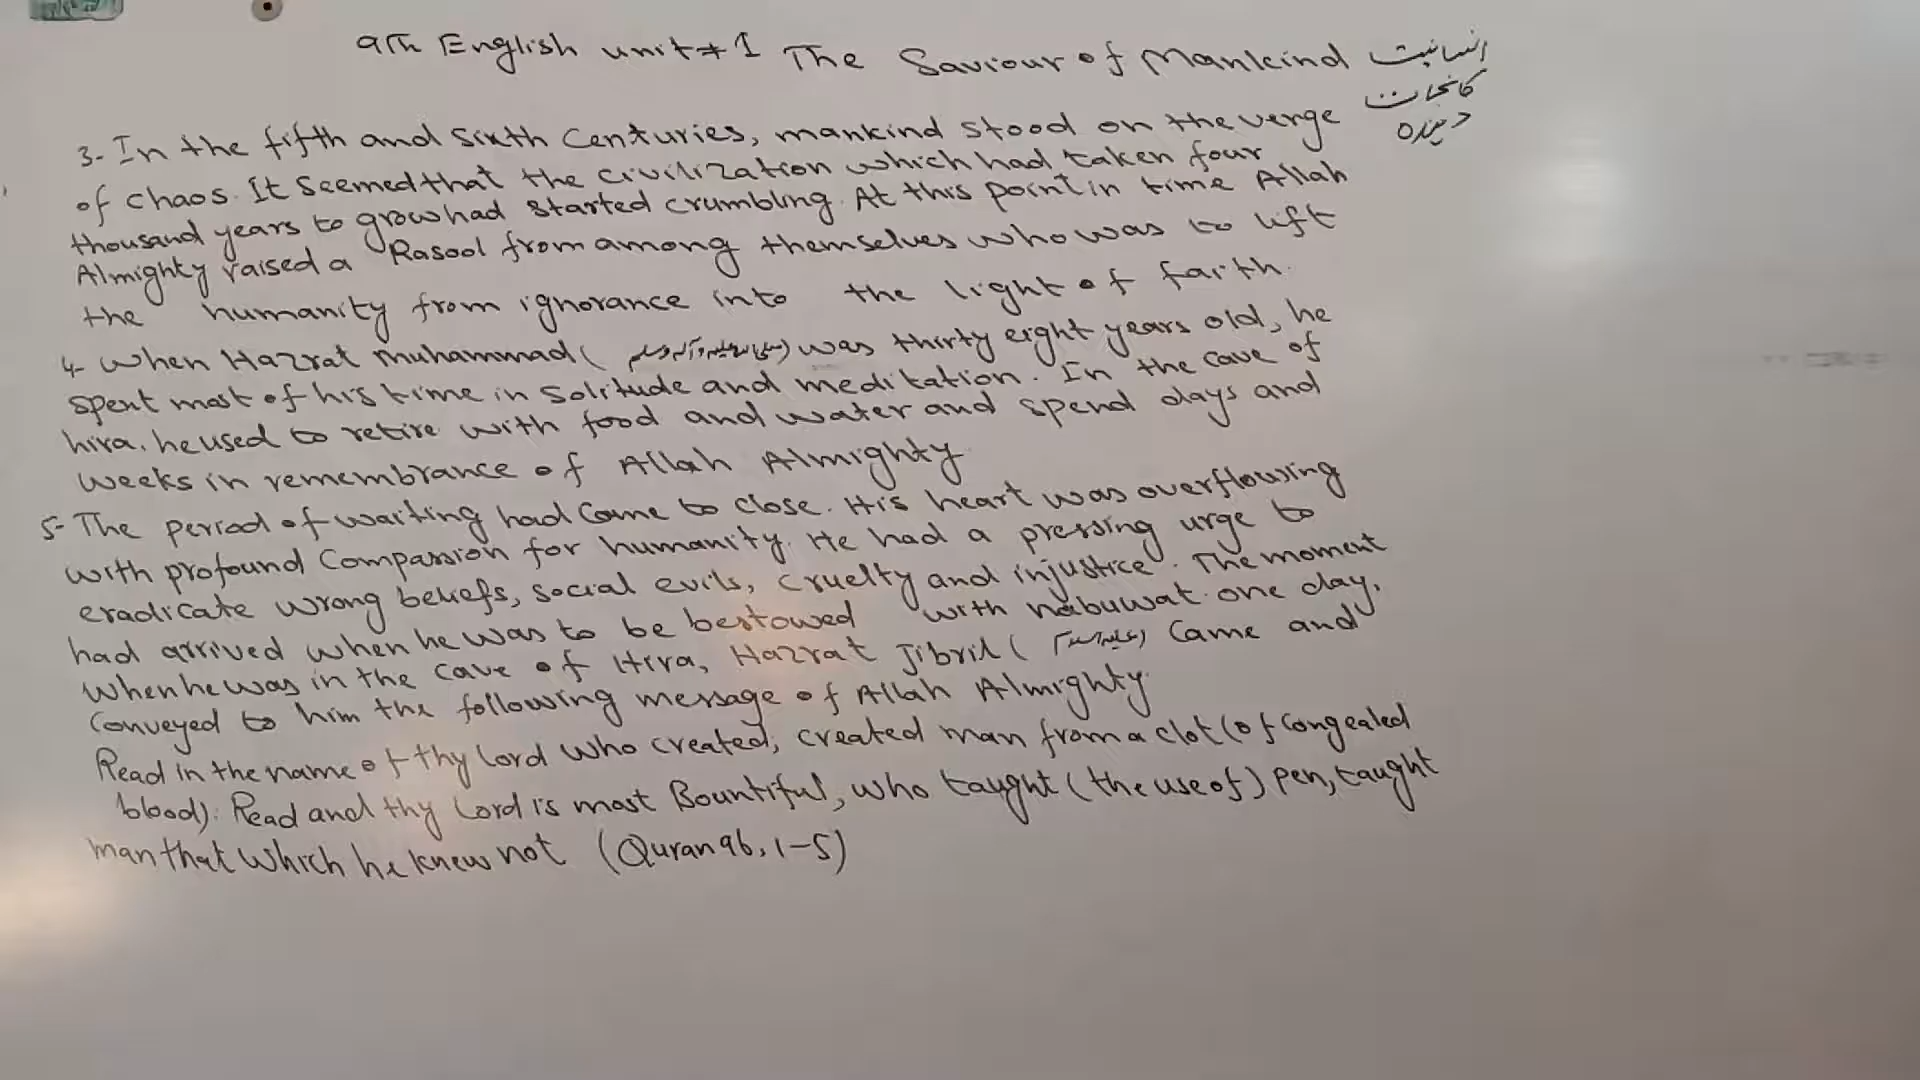 9th English unit # 1 The Saviour of Mankind انسانیت
کا نجات
دہندہ
3- In the fifth and sixth centuries, mankind stood on the verge
of chaos. It seemed that the civilization which had taken four
thousand years to grow had started crumbling. At this point in time Allah
Almighty raised a Rasool from among themselves who was to lift
the humanity from ignorance into the light of faith.
4- When Hazrat Muhammad (صلی اللہ علیہ وآلہ وسلم) was thirty eight years old, he
spent most of his time in solitude and meditation. In the cave of
hira, he used to retire with food and water and spend days and
weeks in remembrance of Allah Almighty
5- The period of waiting had come to close. His heart was overflowing
with profound compassion for humanity. He had a pressing urge to
eradicate wrong beliefs, social evils, cruelty and injustice. The moment
had arrived when he was to be bestowed with nabuwat. one day,
when he was in the cave of Hira, Hazrat Jibril (علیہ السلام) came and
conveyed to him the following message of Allah Almighty.
Read in the name of thy Lord who created; created man from a clot (of congealed
blood): Read and thy Lord is most Bountiful, who taught (the use of) pen, taught
man that which he knew not (Quran 96, 1-5)